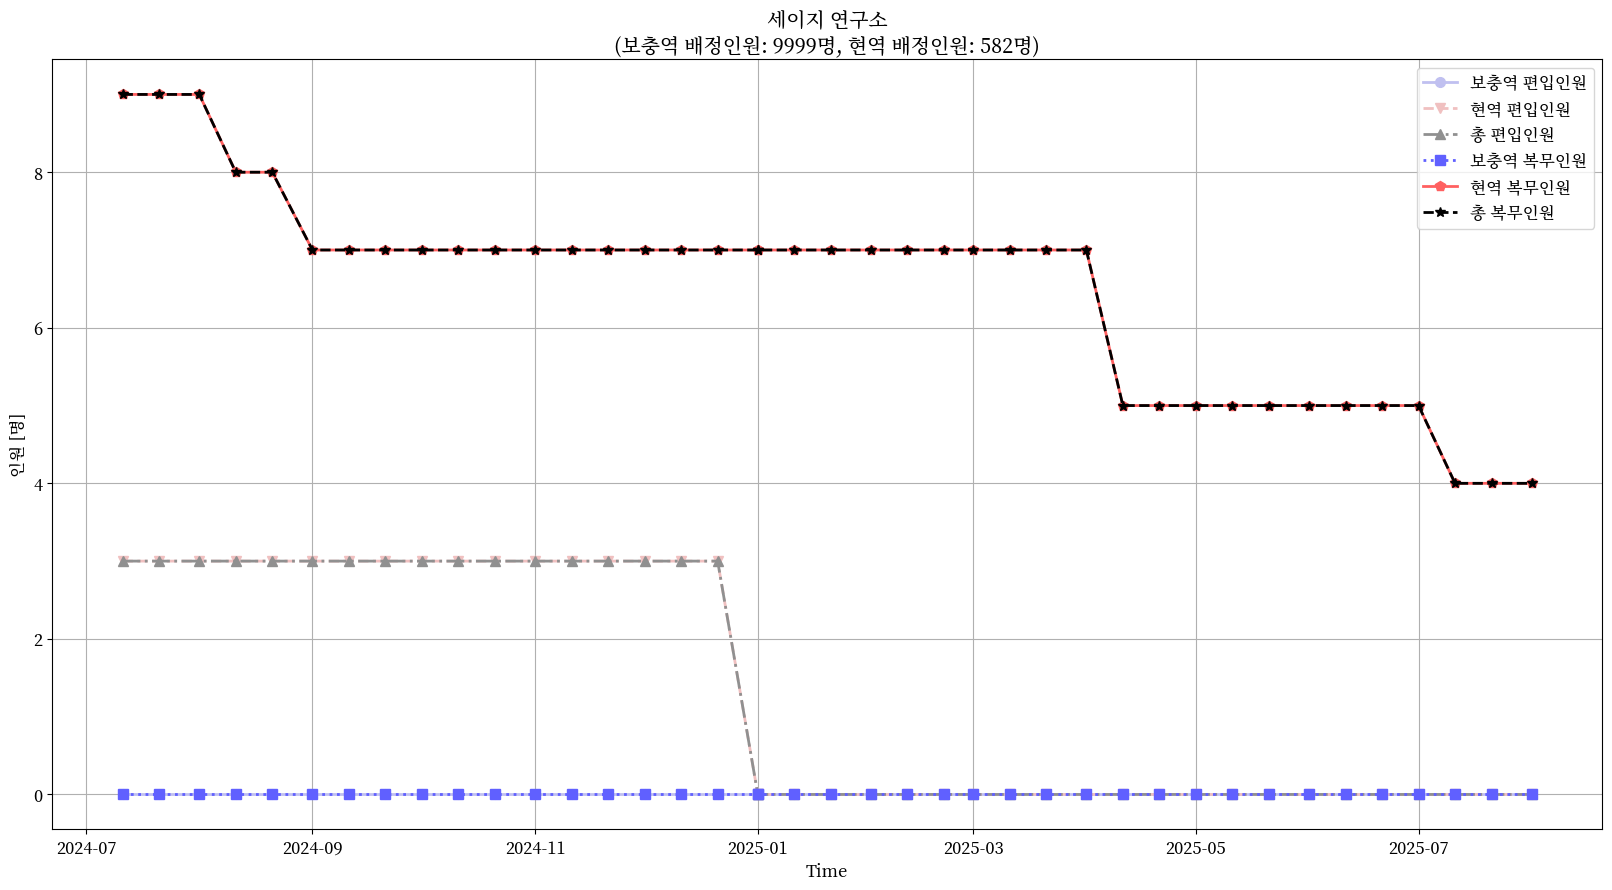 세이지 연구소
(보충역 배정인원: 9999명, 현역 배정인원: 582명)
보충역 편입인원
현역 편입인원
총 편입인원
보충역 복무인원
현역 복무인원
총 복무인원
인원 [명]
8
6
4
2
0
2024-07
2024-09
2024-11
2025-01
2025-03
2025-05
2025-07
Time